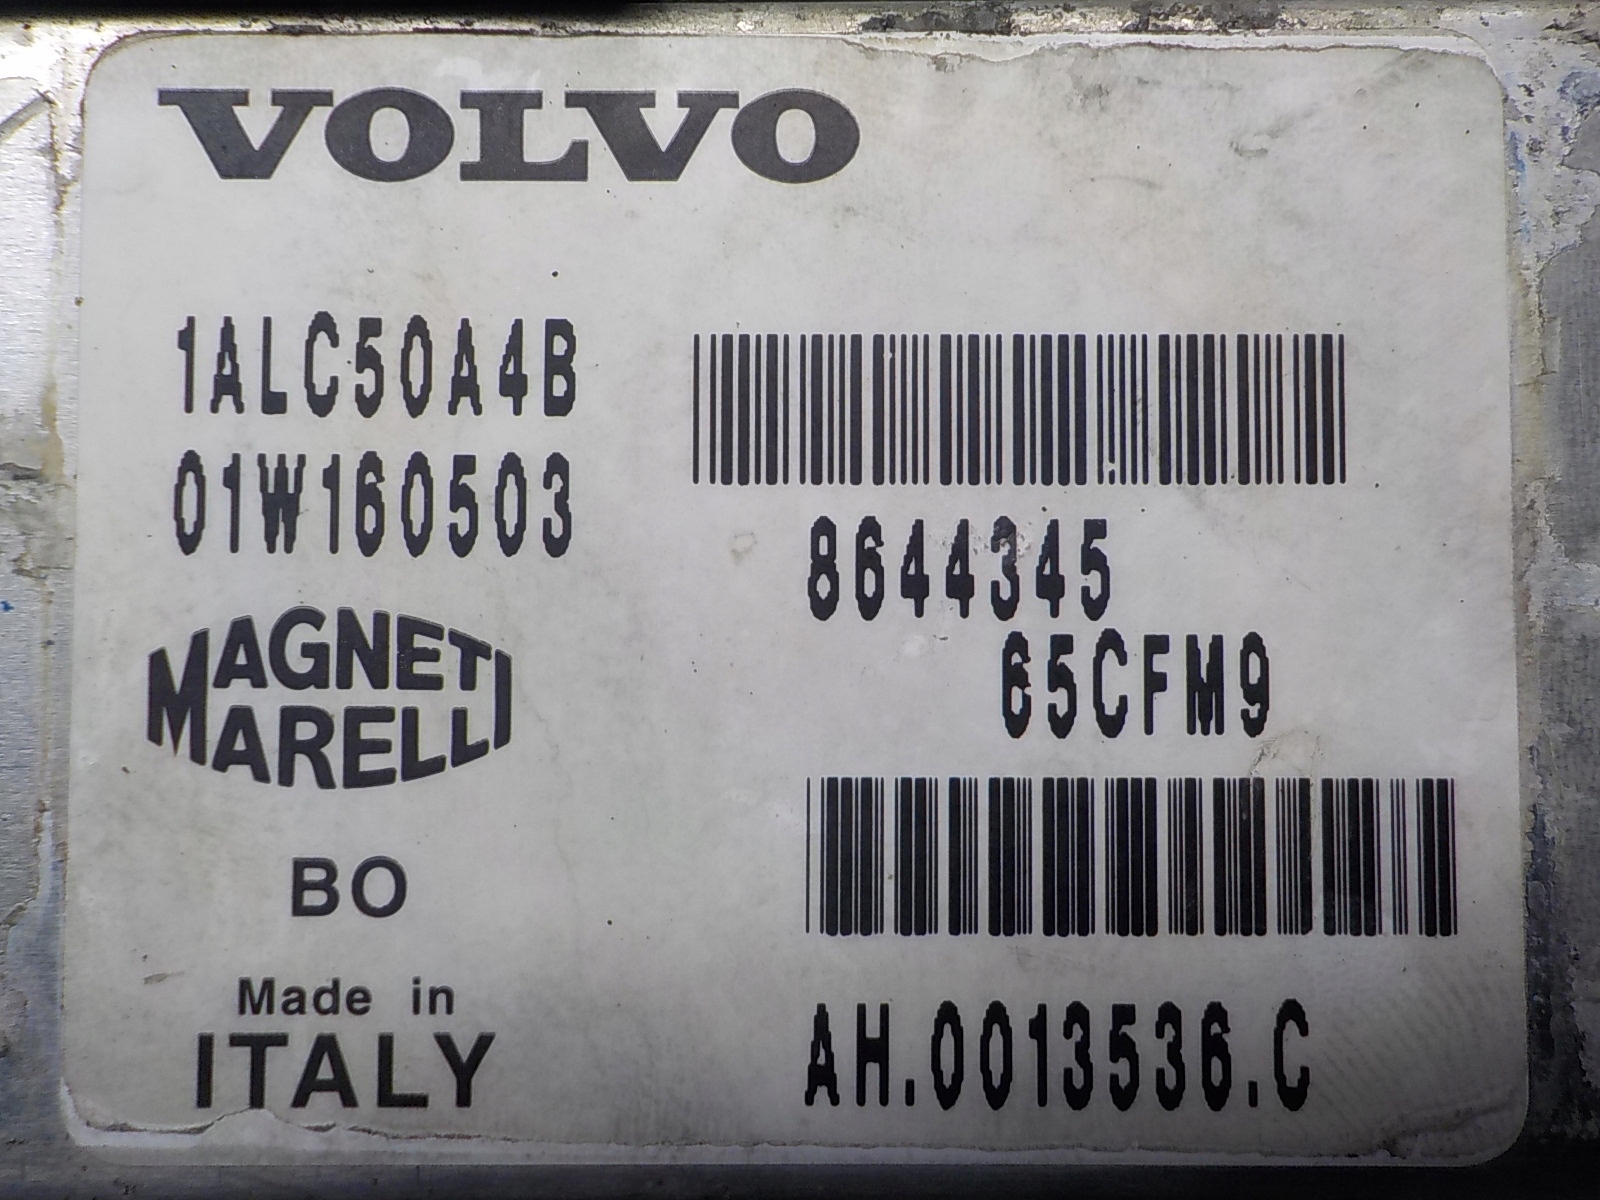 VOLVO
1ALC50A4B
01W160503
8644345
65CFM9
MAGNETI
MARELLI
BO
Made in
ITALY
AH.0013536.C